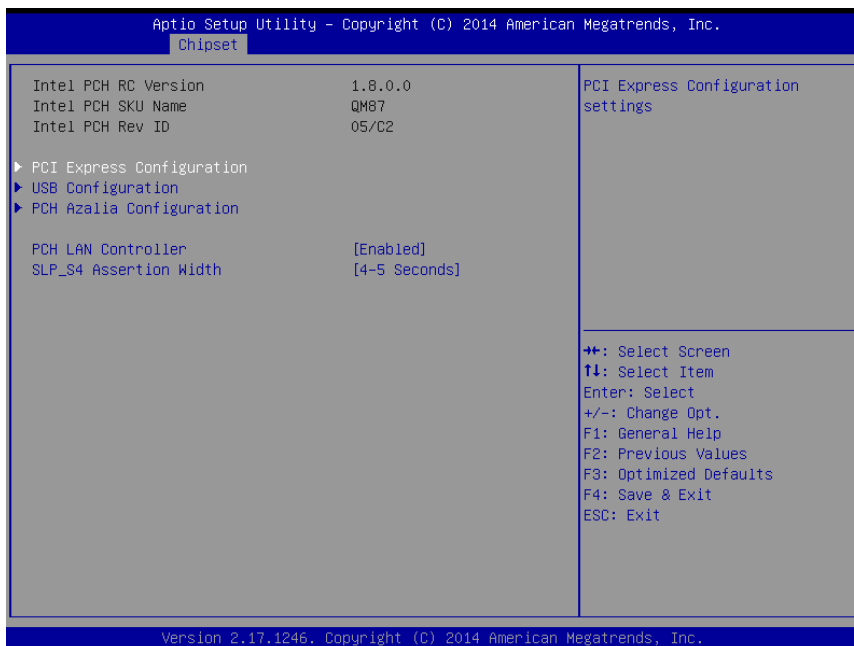 Aptio Setup Utility – Copyright (C) 2014 American Megatrends, Inc.
Chipset
Intel PCH RC Version 1.8.0.0
Intel PCH SKU Name QM87
Intel PCH Rev ID 05/C2
▶ PCI Express Configuration
▶ USB Configuration
▶ PCH Azalia Configuration
PCH LAN Controller [Enabled]
SLP_S4 Assertion Width [4-5 Seconds]
PCI Express Configuration
settings
→←: Select Screen
↑↓: Select Item
Enter: Select
+/-: Change Opt.
F1: General Help
F2: Previous Values
F3: Optimized Defaults
F4: Save & Exit
ESC: Exit
Version 2.17.1246. Copyright (C) 2014 American Megatrends, Inc.